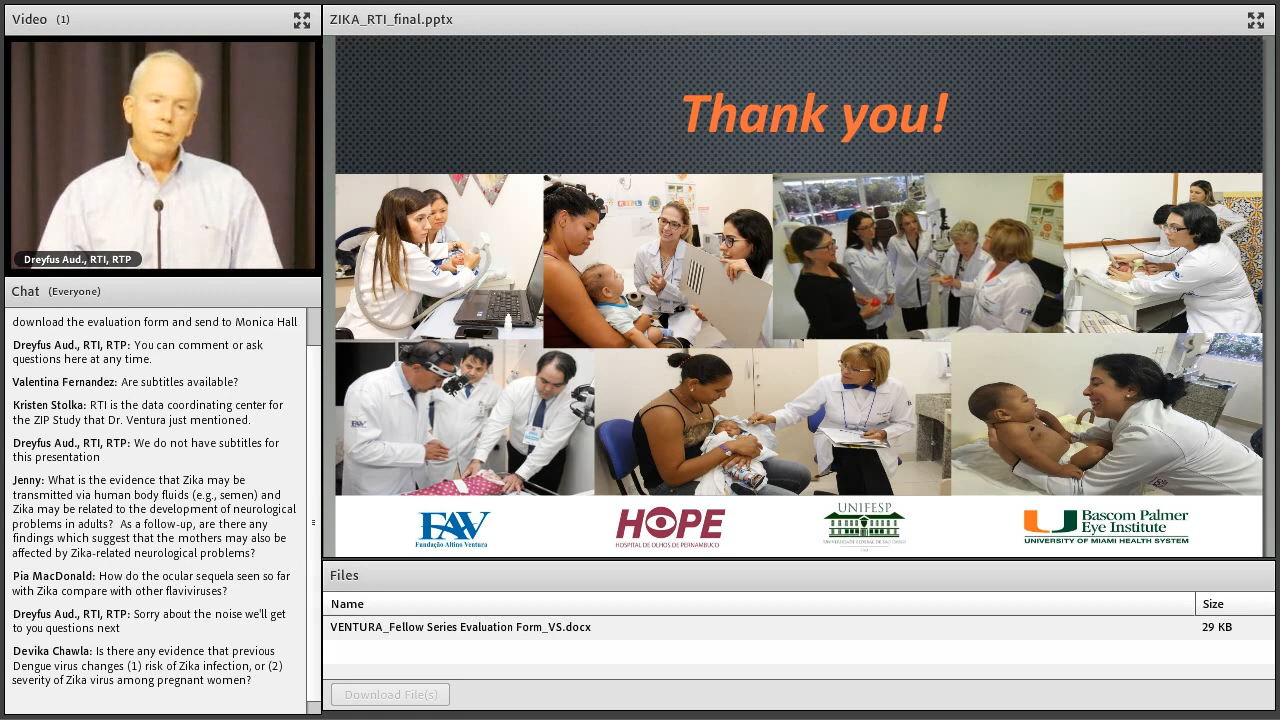 Video (1)
Dreyfus Aud., RTI, RTP
Chat (Everyone)
download the evaluation form and send to Monica Hall
Dreyfus Aud., RTI, RTP: You can comment or ask
questions here at any time.
Valentina Fernandez: Are subtitles available?
Kristen Stolka: RTI is the data coordinating center for
the ZIP Study that Dr. Ventura just mentioned.
Dreyfus Aud., RTI, RTP: We do not have subtitles for
this presentation
Jenny: What is the evidence that Zika may be
transmitted via human body fluids (e.g., semen) and
Zika may be related to the development of neurological
problems in adults? As a follow-up, are there any
findings which suggest that mothers may also be
affected by Zika-related neurological problems?
Pia MacDonald: How do the ocular sequela seen so far
with Zika compare with other flaviviruses?
Dreyfus Aud., RTI, RTP: Sorry about the noise we'll get
to you questions next
Devika Chawla: Is there any evidence that previous
Dengue virus changes (1) risk of Zika infection, or (2)
severity of Zika virus among pregnant women?
ZIKA_RTI_final.pptx
Thank you!
FAV
Fundação Altino Ventura
HOPE
HOSPITAL DE OLHOS DE PERNAMBUCO
UNIFESP
UNIVERSIDADE FEDERAL DE SÃO PAULO
Bascom Palmer
Eye Institute
UNIVERSITY OF MIAMI HEALTH SYSTEM
Files
Name Size
VENTURA_Fellow Series Evaluation Form_VS.docx 29 KB
Download File(s)